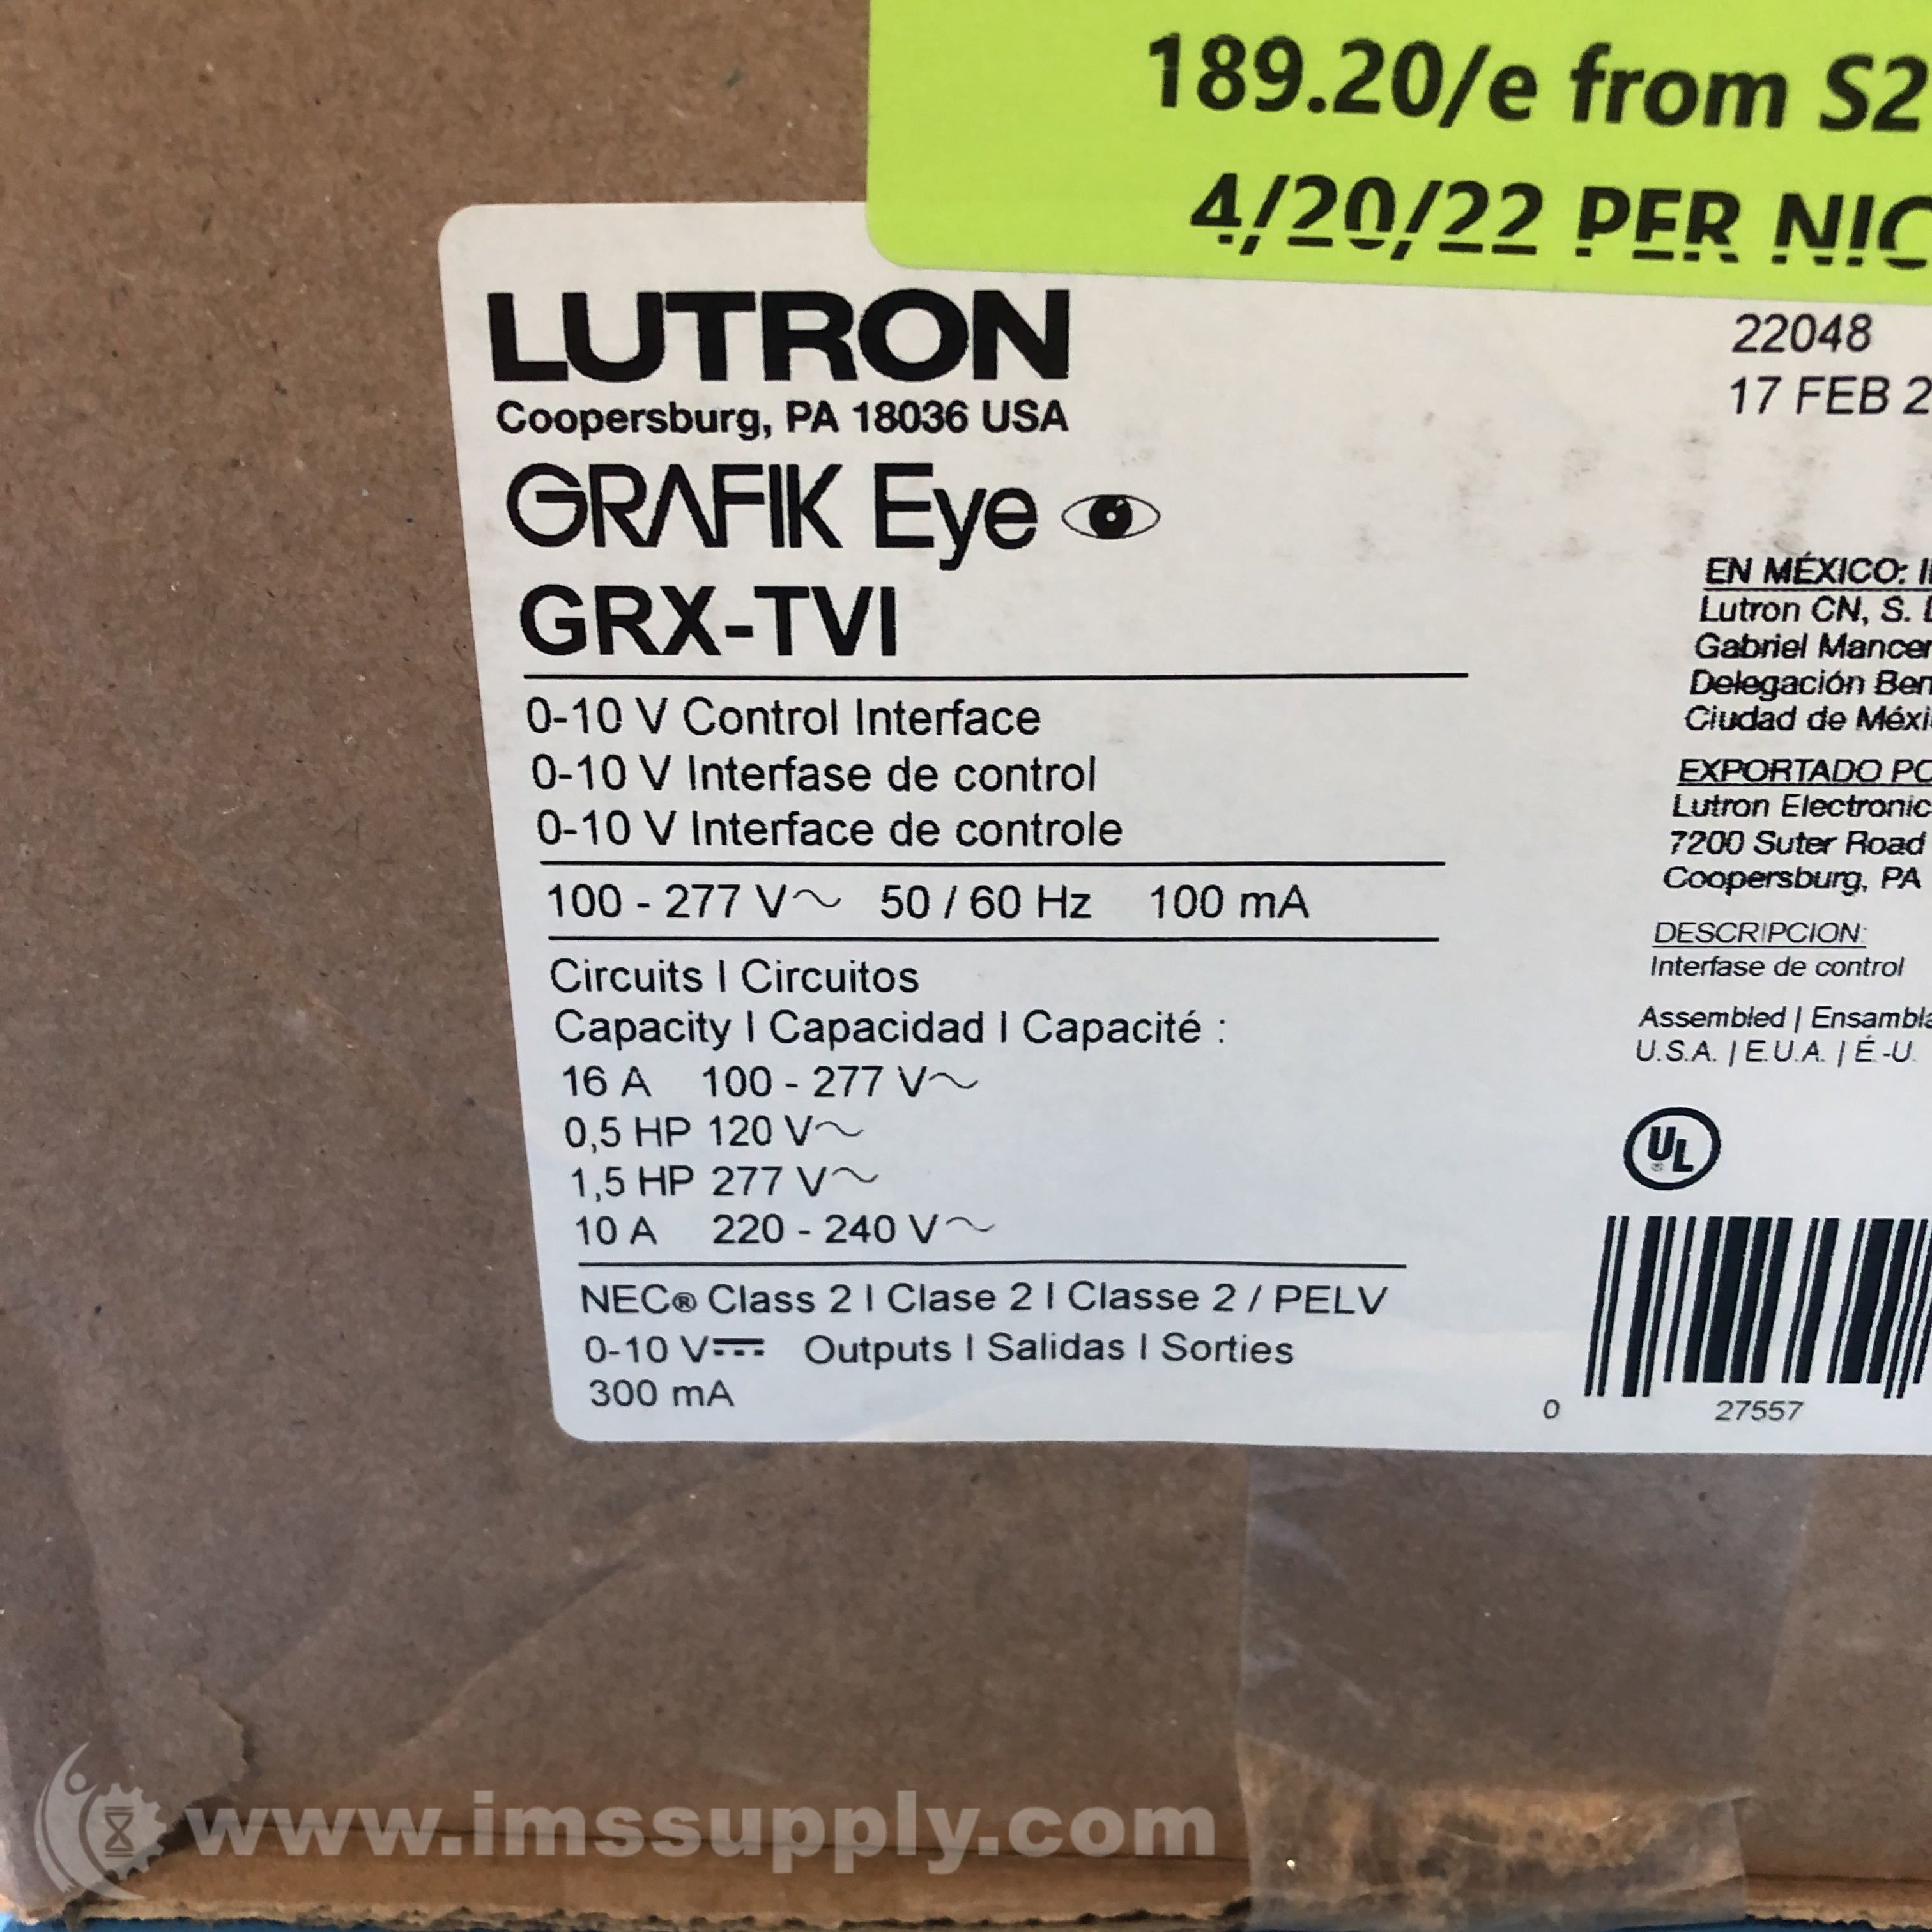 189.20/e from S2
4/20/22 PER NIC
LUTRON
Coopersburg, PA 18036 USA
GRAFIK Eye
GRX-TVI
0-10 V Control Interface
0-10 V Interfase de control
0-10 V Interface de controle
100 - 277 V~ 50 / 60 Hz 100 mA
Circuits | Circuitos
Capacity | Capacidad | Capacité :
16 A 100 - 277 V~
0,5 HP 120 V~
1,5 HP 277 V~
10 A 220 - 240 V~
NEC® Class 2 | Clase 2 | Classe 2 / PELV
0-10 V⎓ Outputs | Salidas | Sorties
300 mA
22048
17 FEB 2
EN MÉXICO:
Lutron CN, S.
Gabriel Mancer
Delegación Ben
Ciudad de Méxi
EXPORTADO PO
Lutron Electronic
7200 Suter Road
Coopersburg, PA
DESCRIPCION:
Interfase de control
Assembled | Ensambla
U.S.A. | E.U.A. | É.-U.
UL
0 27557
www.imssupply.com